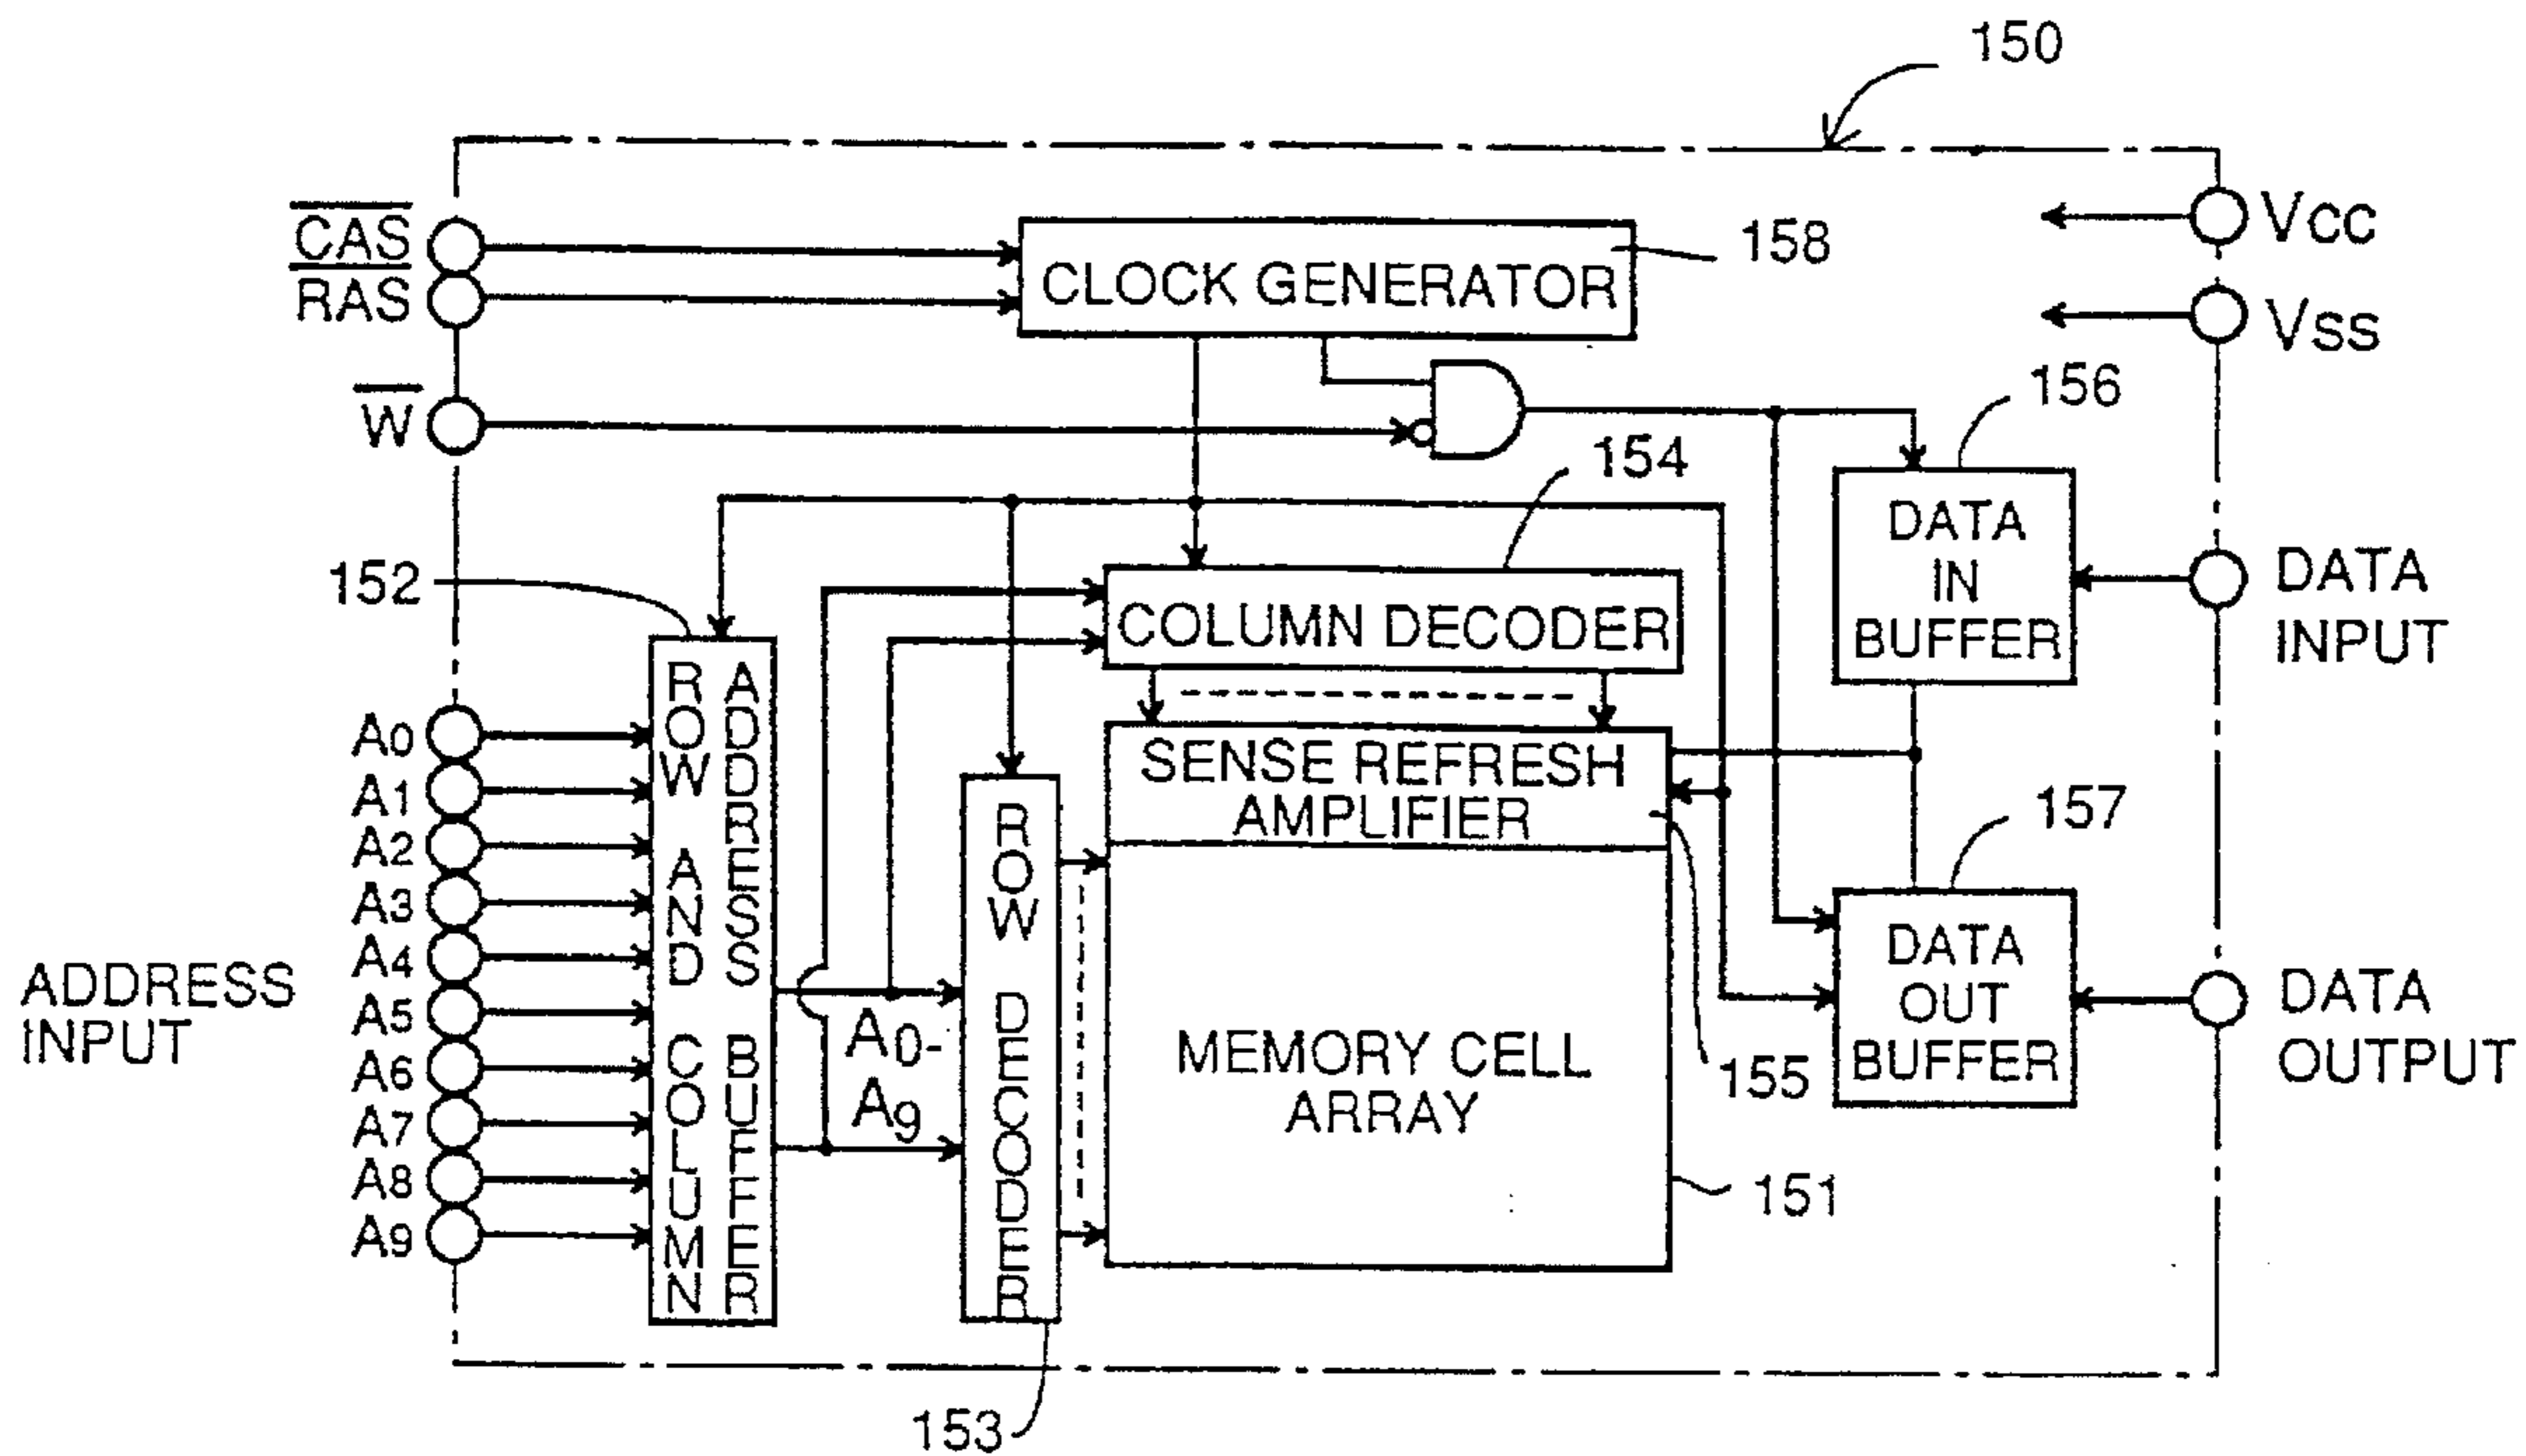 150
C̅A̅S̅
R̅A̅S̅
W̅
CLOCK GENERATOR
158
VCC
VSS
156
154
DATA
IN
BUFFER
DATA
INPUT
152
COLUMN DECODER
ROW AND COLUMN
ADDRESS BUFFER
A0
A1
A2
A3
A4
A5
A6
A7
A8
A9
ADDRESS
INPUT
A0-
A9
ROW DECODER
SENSE REFRESH
AMPLIFIER
157
MEMORY CELL
ARRAY
155
151
DATA
OUT
BUFFER
DATA
OUTPUT
153